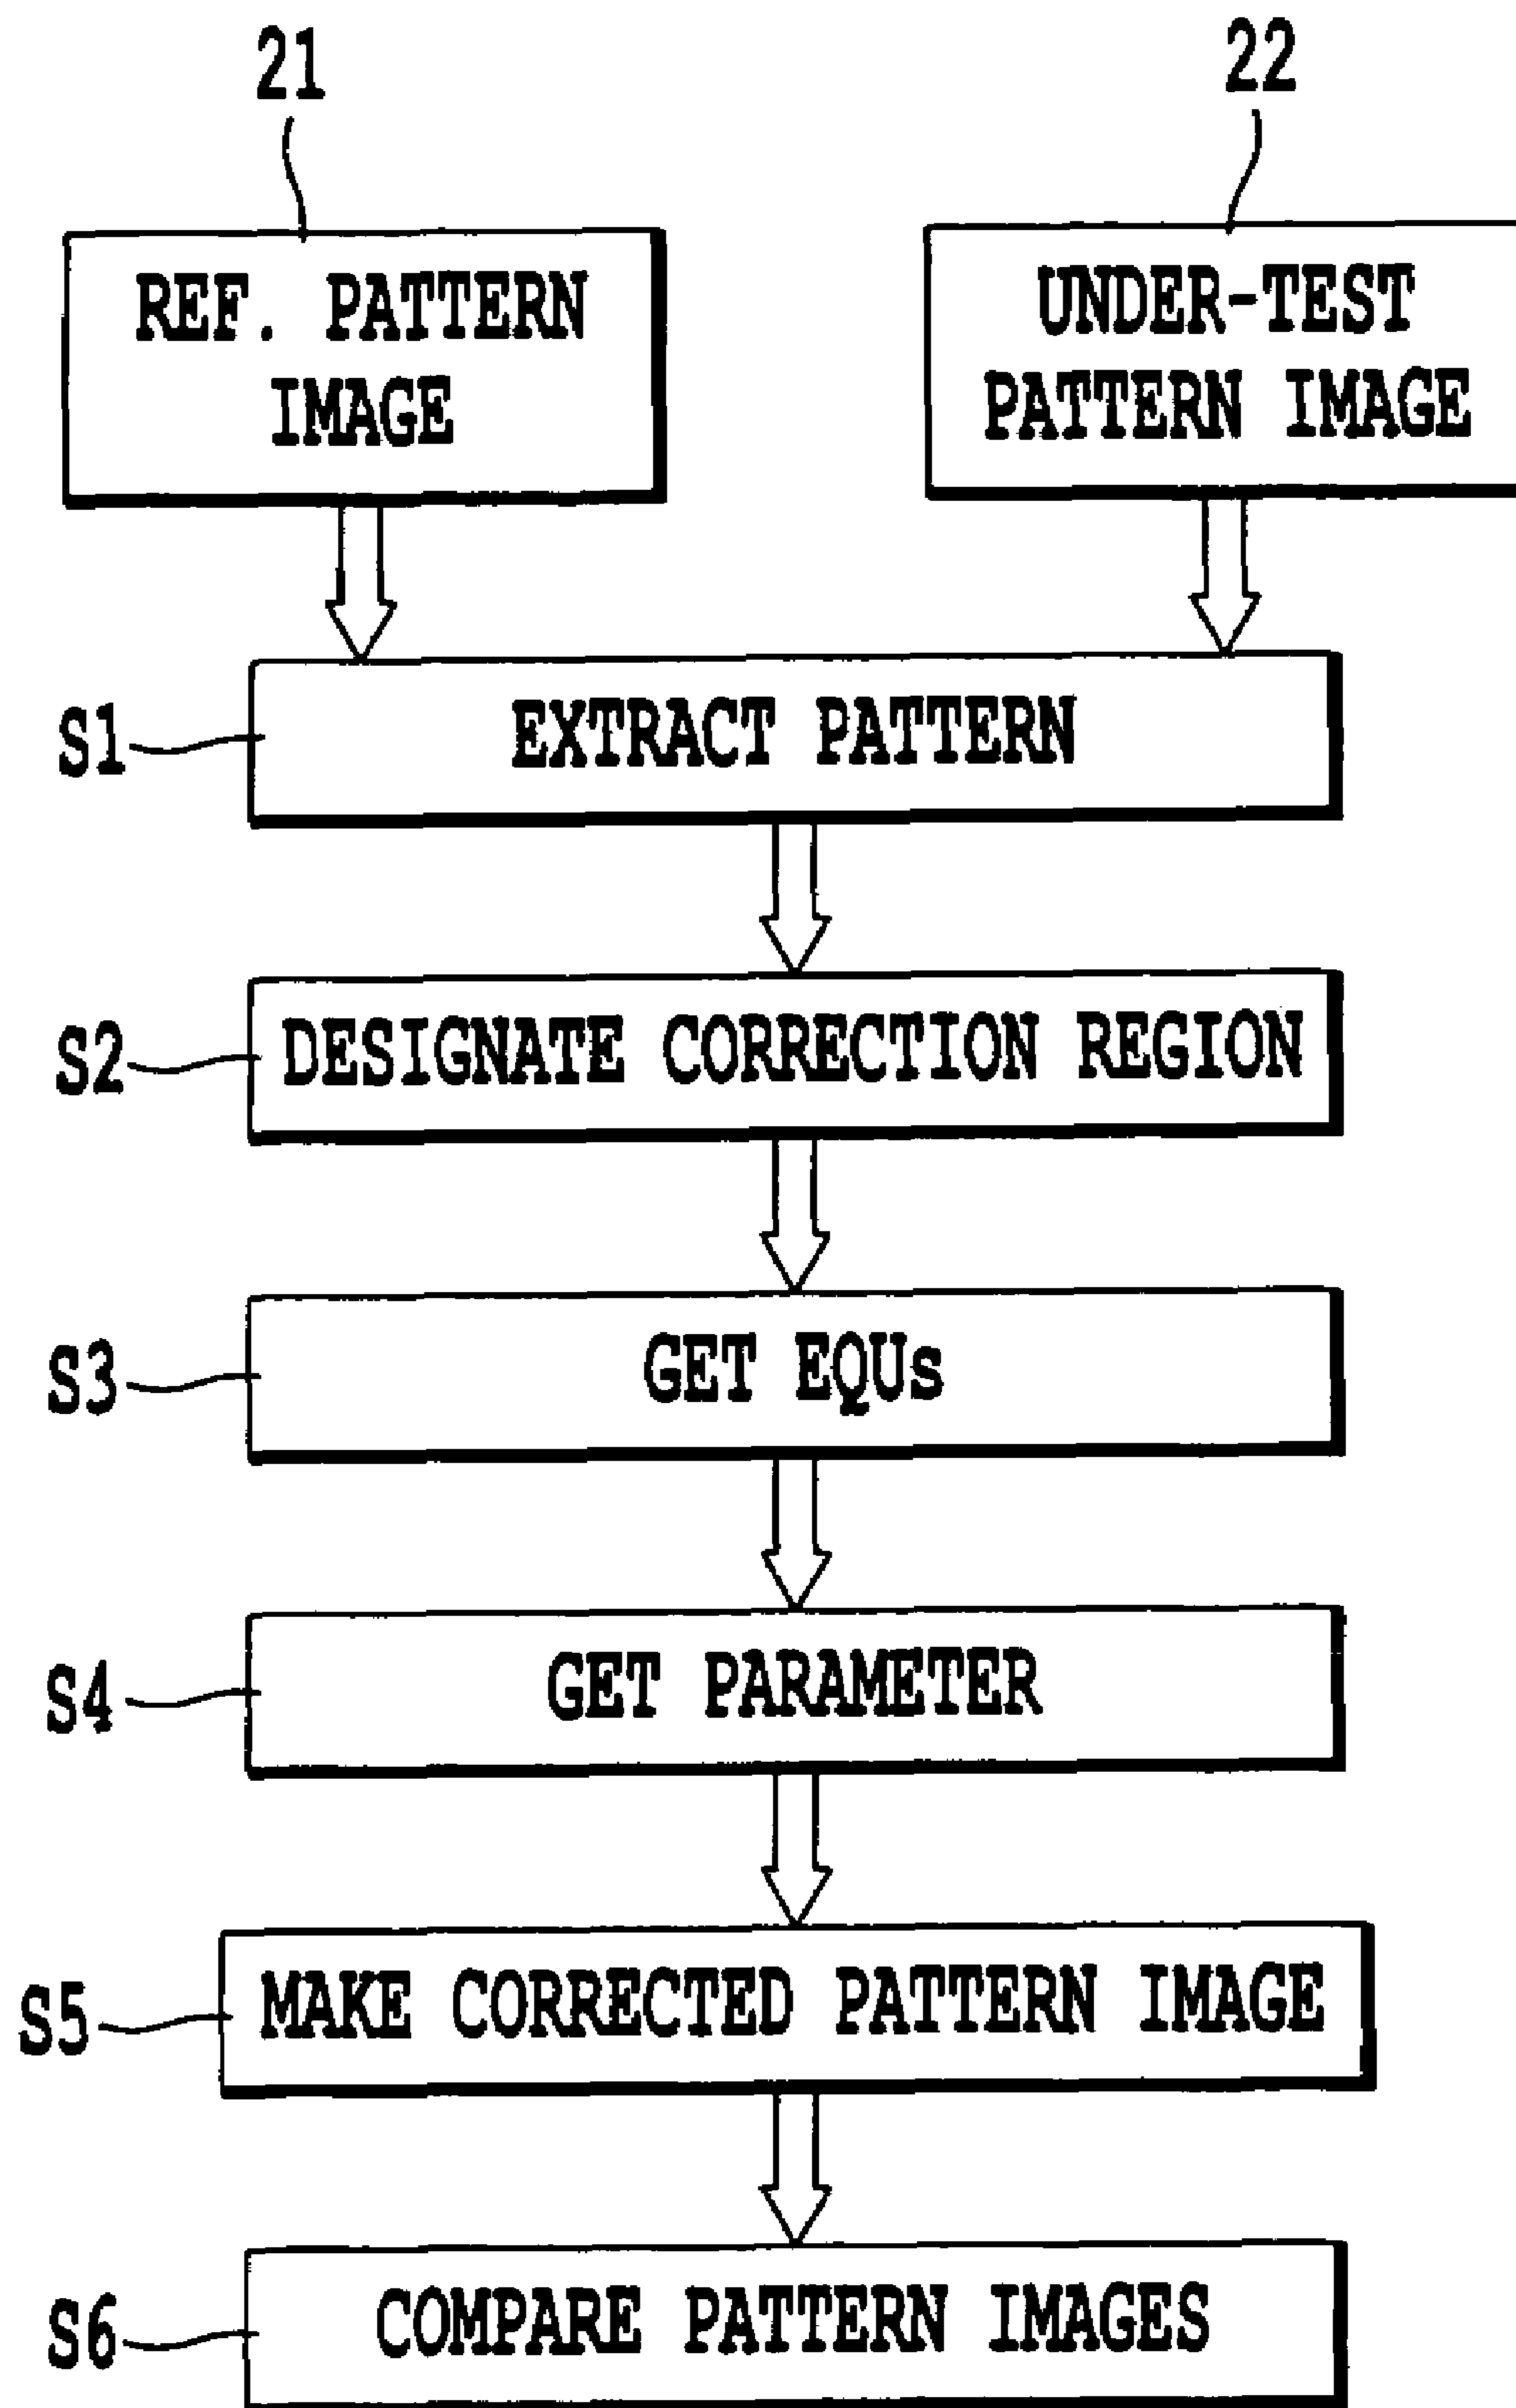 21
22
REF. PATTERN
IMAGE
UNDER-TEST
PATTERN IMAGE
S1
EXTRACT PATTERN
S2
DESIGNATE CORRECTION REGION
S3
GET EQUs
S4
GET PARAMETER
S5
MAKE CORRECTED PATTERN IMAGE
S6
COMPARE PATTERN IMAGES